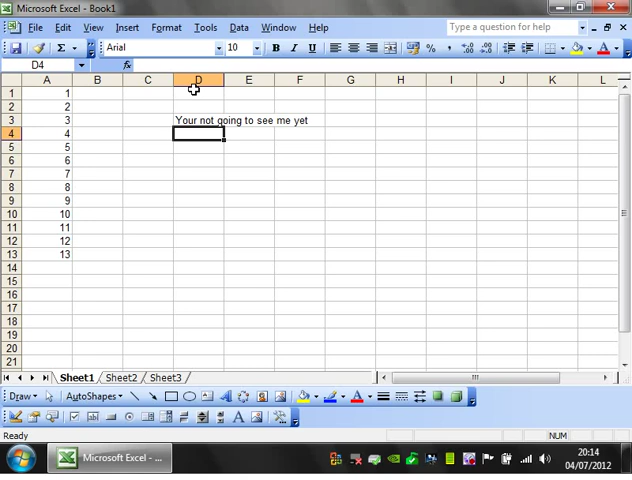 Microsoft Excel - Book1
File Edit View Insert Format Tools Data Window Help Type a question for help
Σ Arial 10 B I U %
D4 fx
A B C D E F G H I J K L
1 1
2 2
3 3 Your not going to see me yet
4 4
5 5
6 6
7 7
8 8
9 9
10 10
11 11
12 12
13 13
14
15
16
17
18
19
20
21
Sheet1 Sheet2 Sheet3
Draw AutoShapes
Ready NUM
Microsoft Excel - ... 20:14
04/07/2012